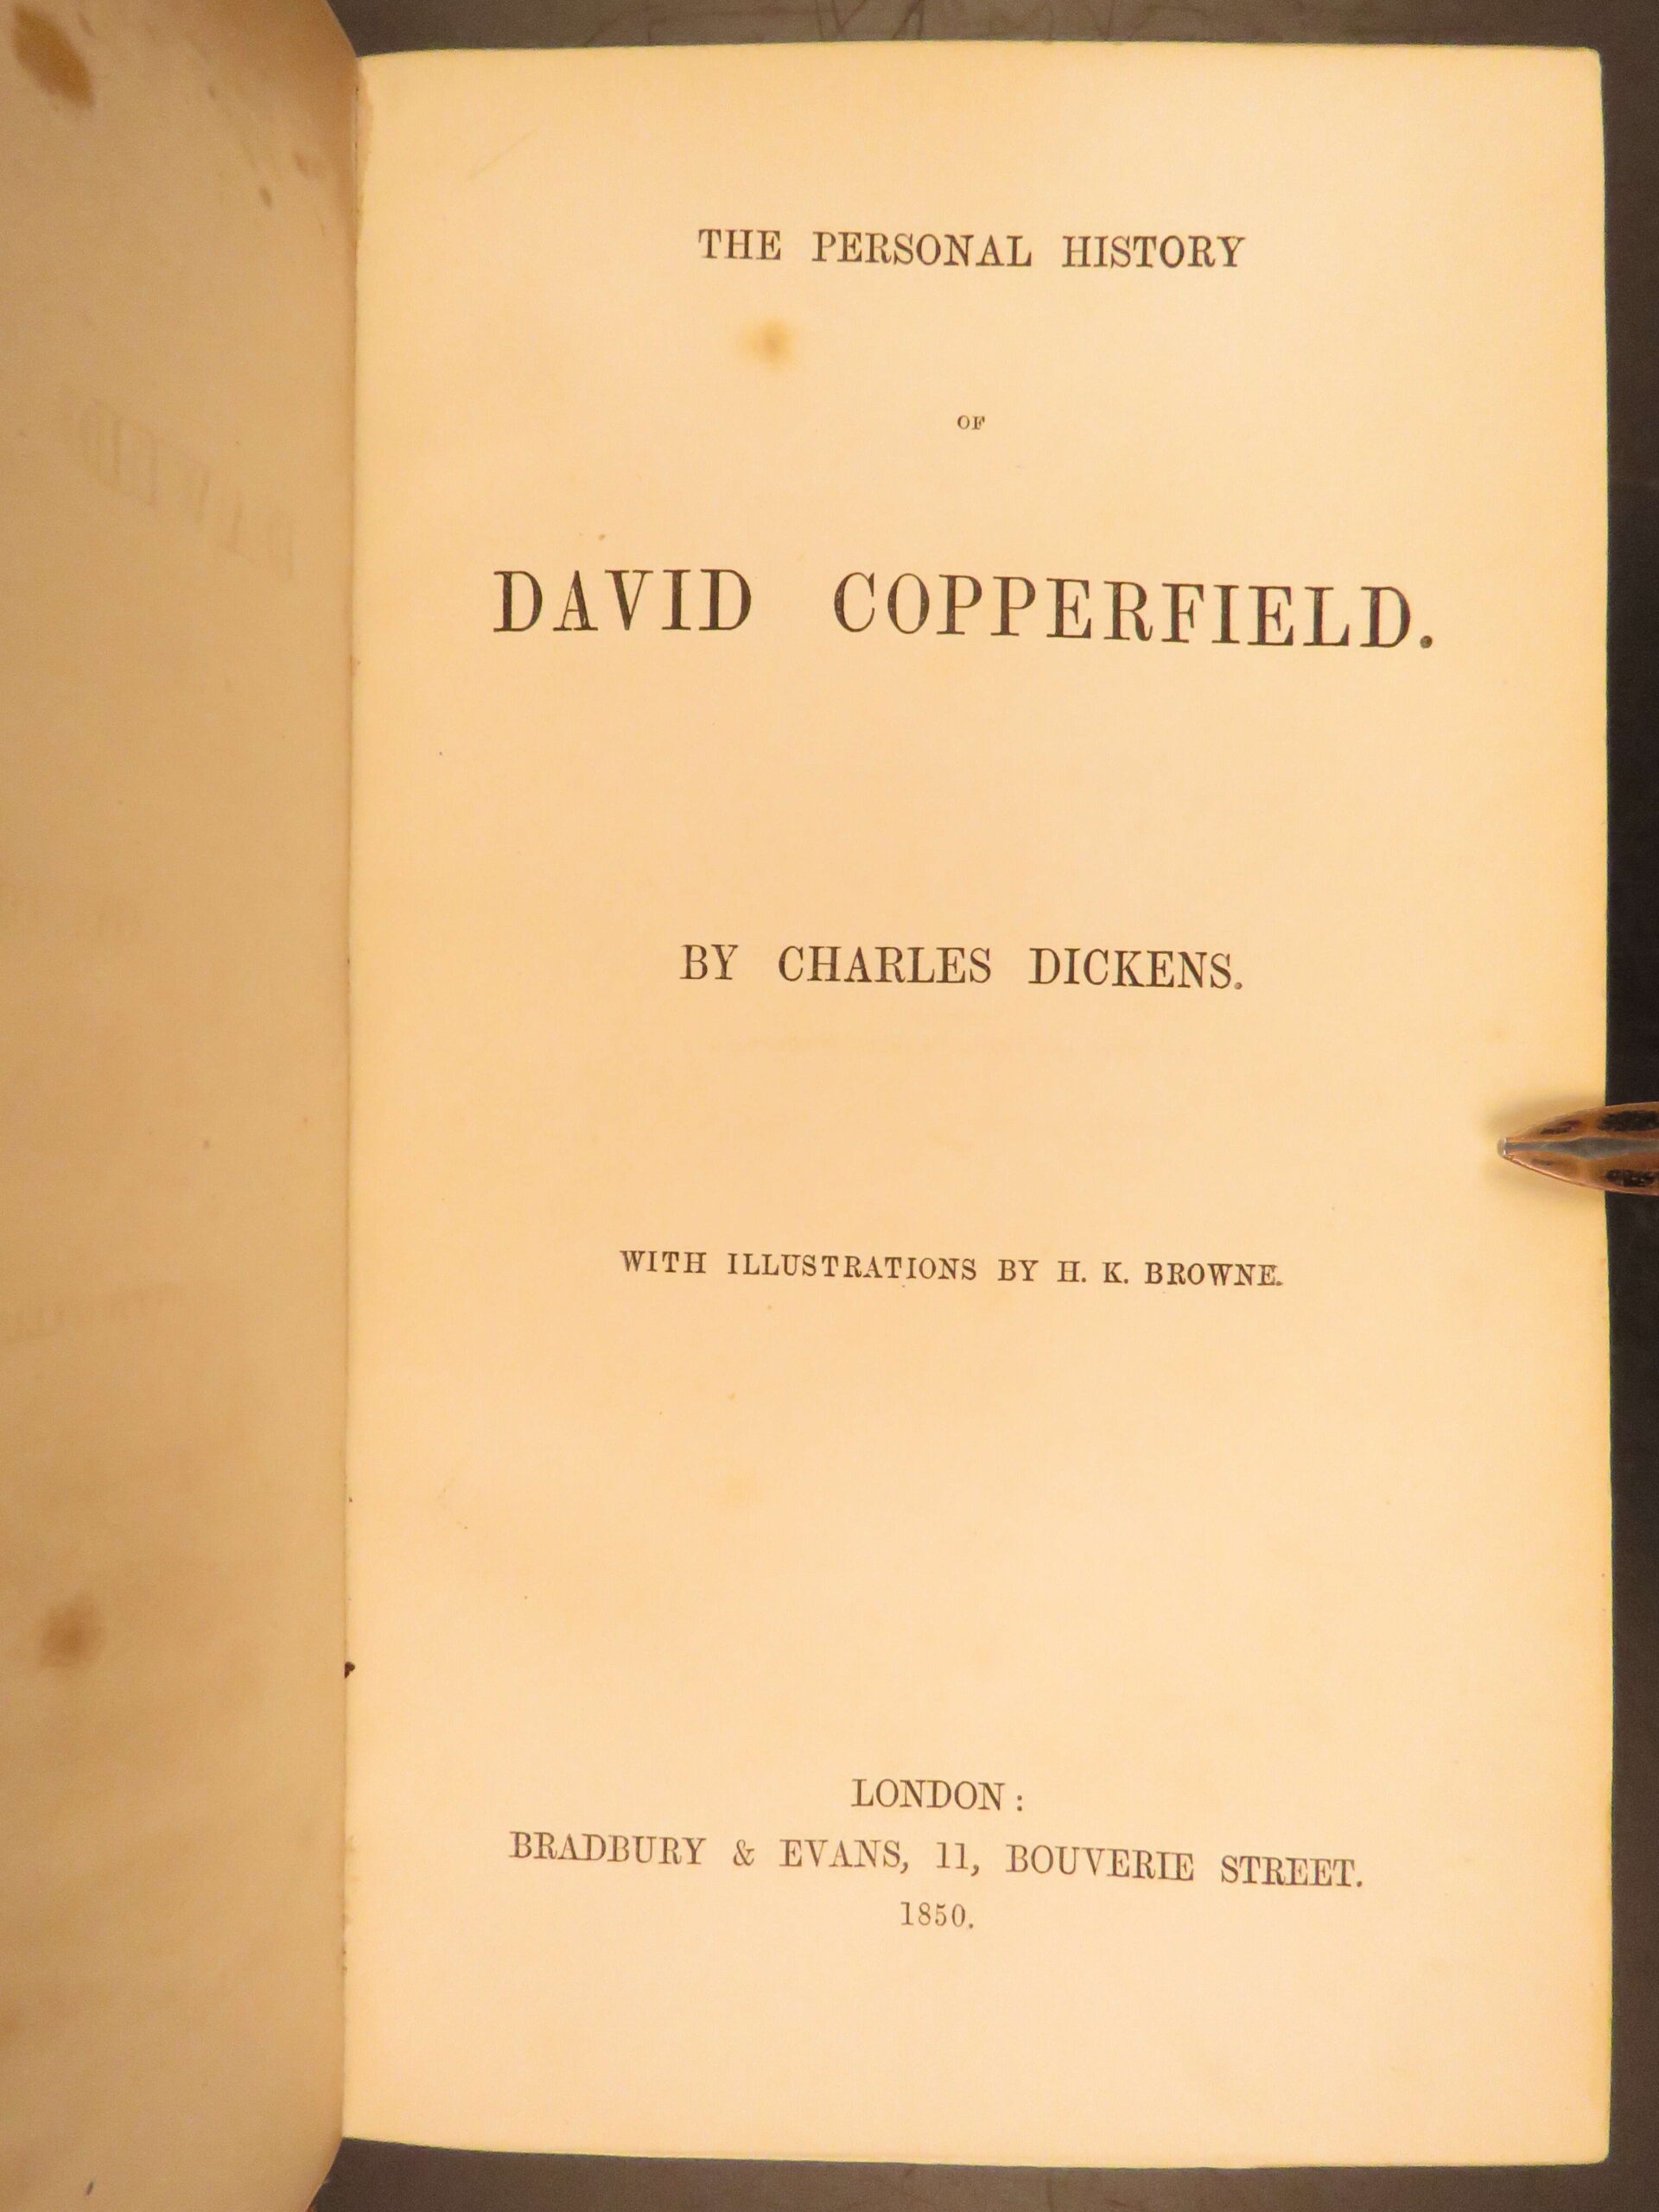 THE PERSONAL HISTORY
OF
DAVID COPPERFIELD.
BY CHARLES DICKENS.
WITH ILLUSTRATIONS BY H. K. BROWNE.
LONDON:
BRADBURY & EVANS, 11, BOUVERIE STREET.
1850.